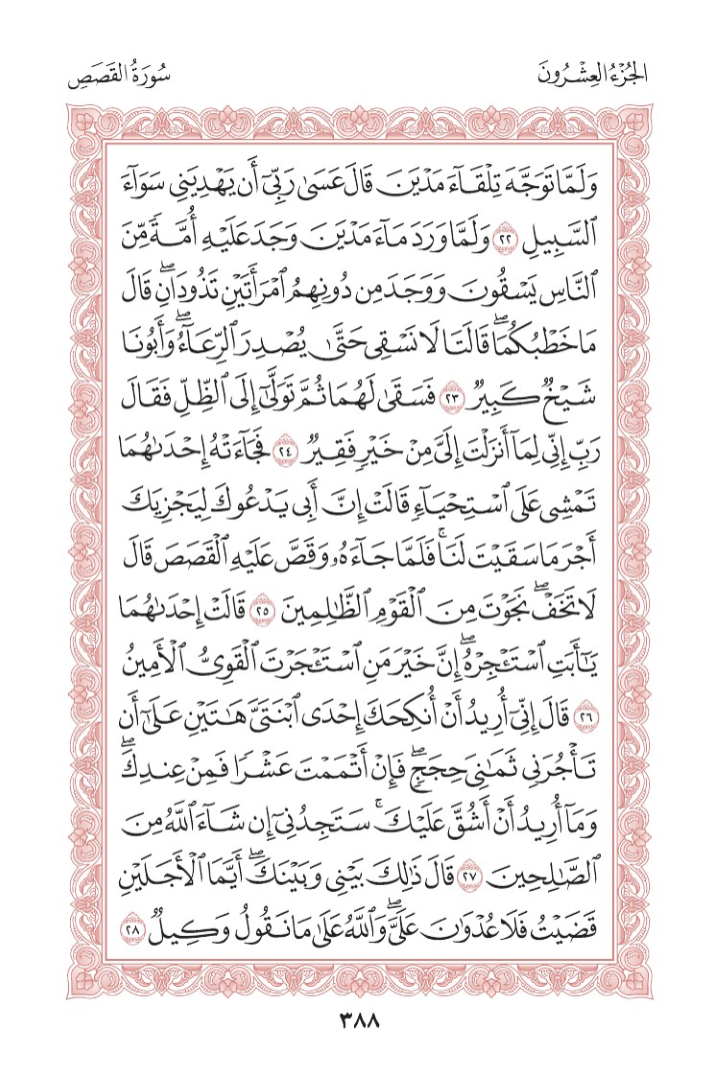 الجُزْءُ العِشْرُونَ
سُورَةُ القَصَصِ
وَلَمَّا تَوَجَّهَ تِلْقَآءَ مَدْيَنَ قَالَ عَسَىٰ رَبِّيٓ أَن يَهْدِيَنِي سَوَآءَ
ٱلسَّبِيلِ ٢٢ وَلَمَّا وَرَدَ مَآءَ مَدْيَنَ وَجَدَ عَلَيْهِ أُمَّةً مِّنَ
ٱلنَّاسِ يَسْقُونَ وَوَجَدَ مِن دُونِهِمُ ٱمْرَأَتَيْنِ تَذُودَانِۖ قَالَ
مَا خَطْبُكُمَاۖ قَالَتَا لَا نَسْقِي حَتَّىٰ يُصْدِرَ ٱلرِّعَآءُۖ وَأَبُونَا
شَيْخٌ كَبِيرٌ ٢٣ فَسَقَىٰ لَهُمَا ثُمَّ تَوَلَّىٰٓ إِلَى ٱلظِّلِّ فَقَالَ
رَبِّ إِنِّي لِمَآ أَنزَلْتَ إِلَيَّ مِنْ خَيْرٍ فَقِيرٌ ٢٤ فَجَآءَتْهُ إِحْدَىٰهُمَا
تَمْشِي عَلَى ٱسْتِحْيَآءٍ قَالَتْ إِنَّ أَبِي يَدْعُوكَ لِيَجْزِيَكَ
أَجْرَ مَا سَقَيْتَ لَنَاۚ فَلَمَّا جَآءَهُۥ وَقَصَّ عَلَيْهِ ٱلْقَصَصَ قَالَ
لَا تَخَفْۖ نَجَوْتَ مِنَ ٱلْقَوْمِ ٱلظَّٰلِمِينَ ٢٥ قَالَتْ إِحْدَىٰهُمَا
يَٰٓأَبَتِ ٱسْتَـْٔجِرْهُۖ إِنَّ خَيْرَ مَنِ ٱسْتَـْٔجَرْتَ ٱلْقَوِيُّ ٱلْأَمِينُ
٢٦ قَالَ إِنِّيٓ أُرِيدُ أَنْ أُنكِحَكَ إِحْدَى ٱبْنَتَيَّ هَٰتَيْنِ عَلَىٰٓ أَن
تَأْجُرَنِي ثَمَٰنِيَ حِجَجٍۖ فَإِنْ أَتْمَمْتَ عَشْرًا فَمِنْ عِندِكَۖ
وَمَآ أُرِيدُ أَنْ أَشُقَّ عَلَيْكَۚ سَتَجِدُنِيٓ إِن شَآءَ ٱللَّهُ مِنَ
ٱلصَّٰلِحِينَ ٢٧ قَالَ ذَٰلِكَ بَيْنِي وَبَيْنَكَۖ أَيَّمَا ٱلْأَجَلَيْنِ
قَضَيْتُ فَلَا عُدْوَٰنَ عَلَيَّۖ وَٱللَّهُ عَلَىٰ مَا نَقُولُ وَكِيلٌ ٢٨
٣٨٨